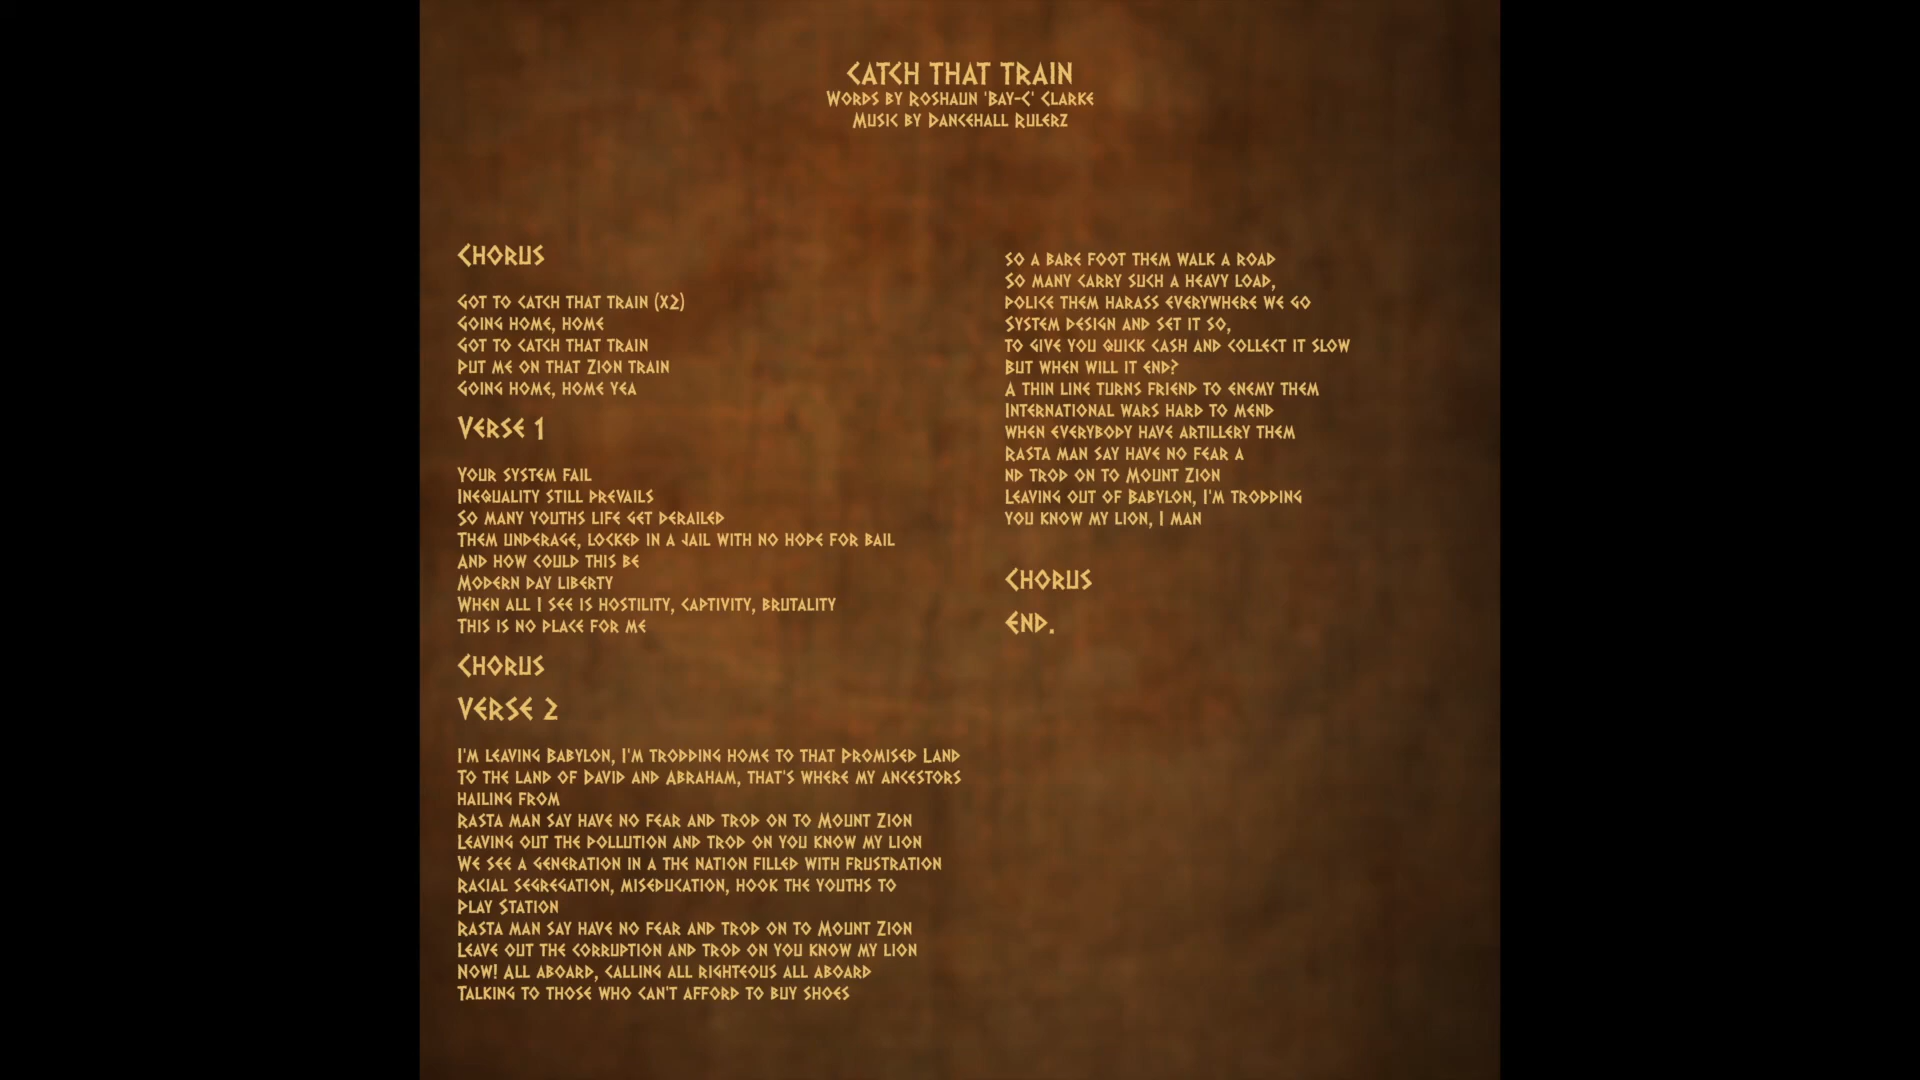 Catch That Train
Words by Roshaun 'Bay-C' Clarke
Music by Dancehall Rulerz
Chorus
Got to catch that train (x2)
Going home, home
Got to catch that train
Put me on that Zion train
Going home, home yea
Verse 1
Your system fail
Inequality still prevails
So many youths life get derailed
Them underage, locked in a jail with no hope for bail
And how could this be
Modern day liberty
When all I see is hostility, captivity, brutality
This is no place for me
Chorus
VERSE 2
I'm leaving Babylon, I'm trodding home to that Promised Land
To the land of David and Abraham, that's where my ancestors
hailing from
Rasta man say have no fear and trod on to Mount Zion
Leaving out the pollution and trod on you know my lion
We see a generation in a the nation filled with frustration
Racial segregation, miseducation, hook the youths to
Play Station
Rasta man say have no fear and trod on to Mount Zion
Leave out the corruption and trod on you know my lion
Now! All aboard, calling all righteous all aboard
Talking to those who can't afford to buy shoes
so a bare foot them walk a road
So many carry such a heavy load,
police them harass everywhere we go
System design and set it so,
to give you quick cash and collect it slow
But when will it end?
A thin line turns friend to enemy them
International wars hard to mend
when everybody have artillery them
Rasta man say have no fear a
nd trod on to Mount Zion
Leaving out of Babylon, I'm trodding
you know my lion, I man
Chorus
End.